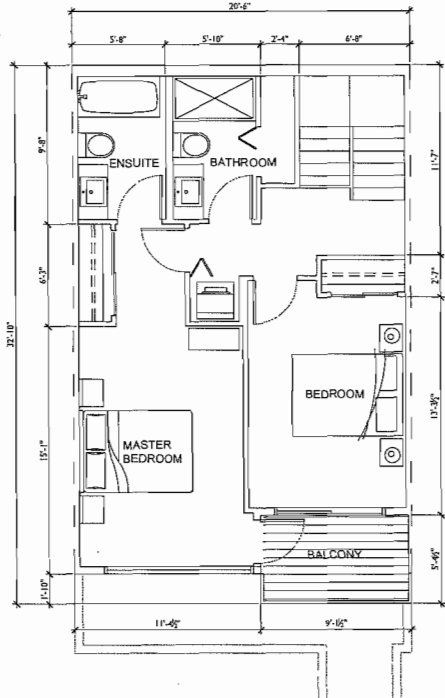 20'-6"
5'-8" 5'-10" 2'-4" 6'-8"
9'-8"
11'-7"
ENSUITE BATHROOM
6'-3"
2'-7"
32'-10"
13'-3½"
BEDROOM
MASTER
BEDROOM
15'-1"
BALCONY
5'-4½"
1'-10"
11'-4½" 9'-1½"